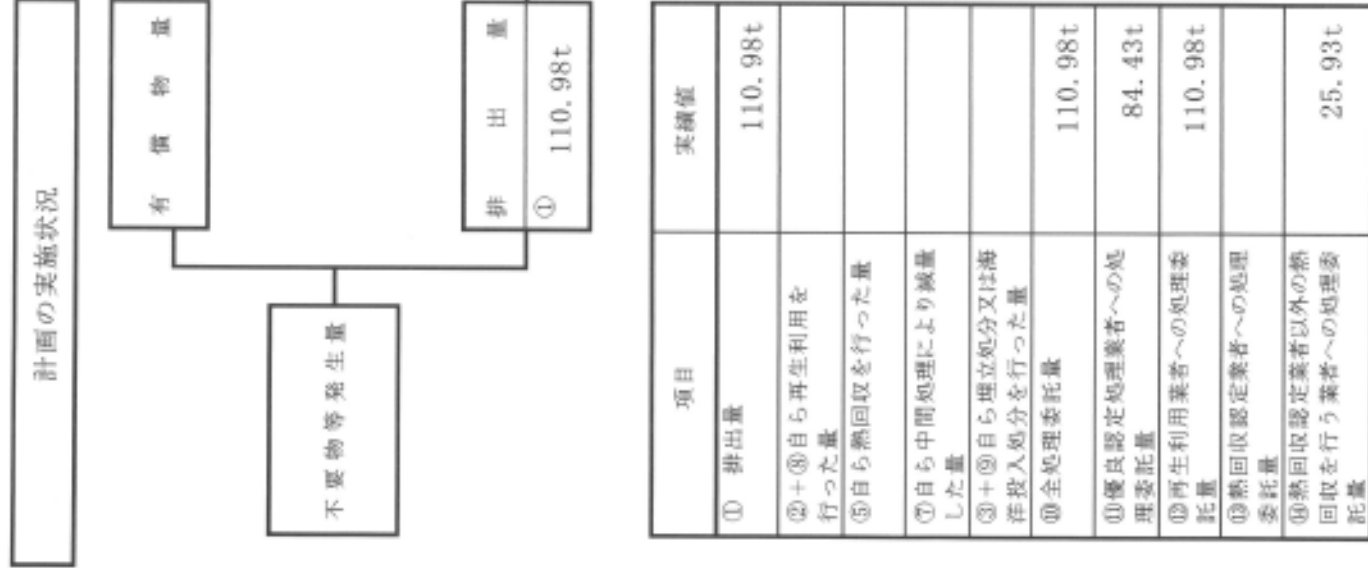 計画の実施状況
有償物量
不要物等発生量
排出量
①
110.98t
項目
実績値
① 排出量
110.98t
②+⑧自ら再生利用を
行った量
⑤自ら熱回収を行った量
⑦自ら中間処理により減量
した量
③+⑨自ら埋立処分又は海
洋投入処分を行った量
⑩全処理委託量
110.98t
⑪優良認定処理業者への処
理委託量
84.43t
⑫再生利用業者への処理委
託量
110.98t
⑬熱回収認定業者への処理
委託量
⑭熱回収認定業者以外の熱
回収を行う業者への処理委
託量
25.93t